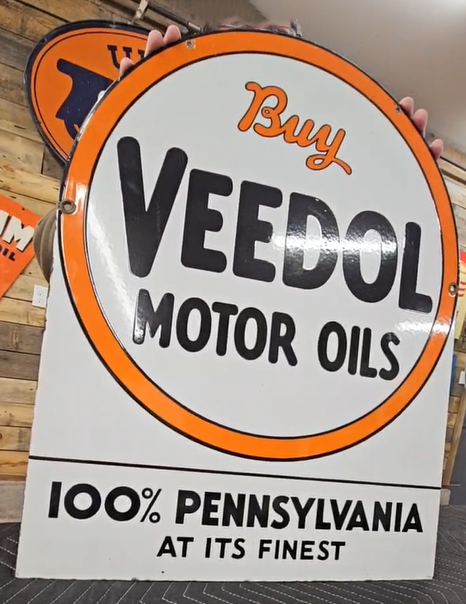 Buy
VEEDOL
MOTOR OILS
100% PENNSYLVANIA
AT ITS FINEST